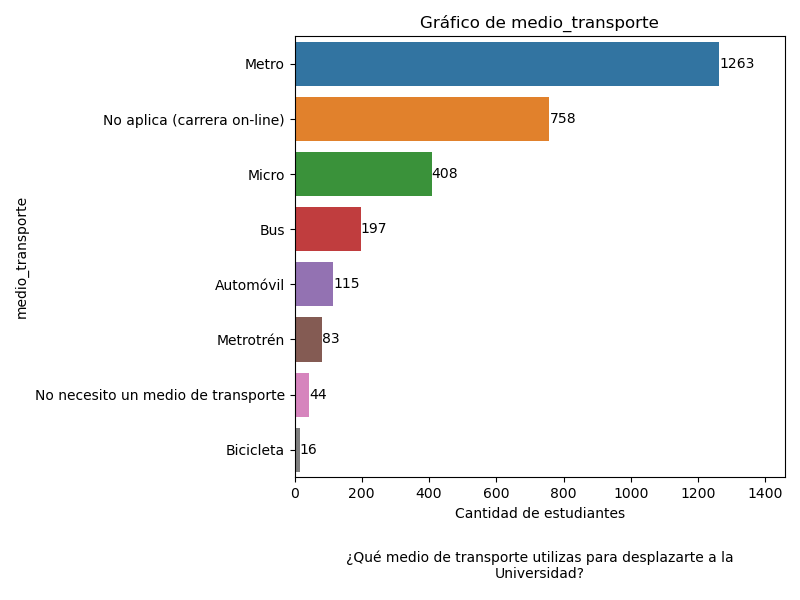 Gráfico de medio_transporte
medio_transporte
Metro
1263
No aplica (carrera on-line)
758
Micro
408
Bus
197
Automóvil
115
Metrotrén
83
No necesito un medio de transporte
44
Bicicleta
16
0 200 400 600 800 1000 1200 1400
Cantidad de estudiantes
¿Qué medio de transporte utilizas para desplazarte a la
Universidad?